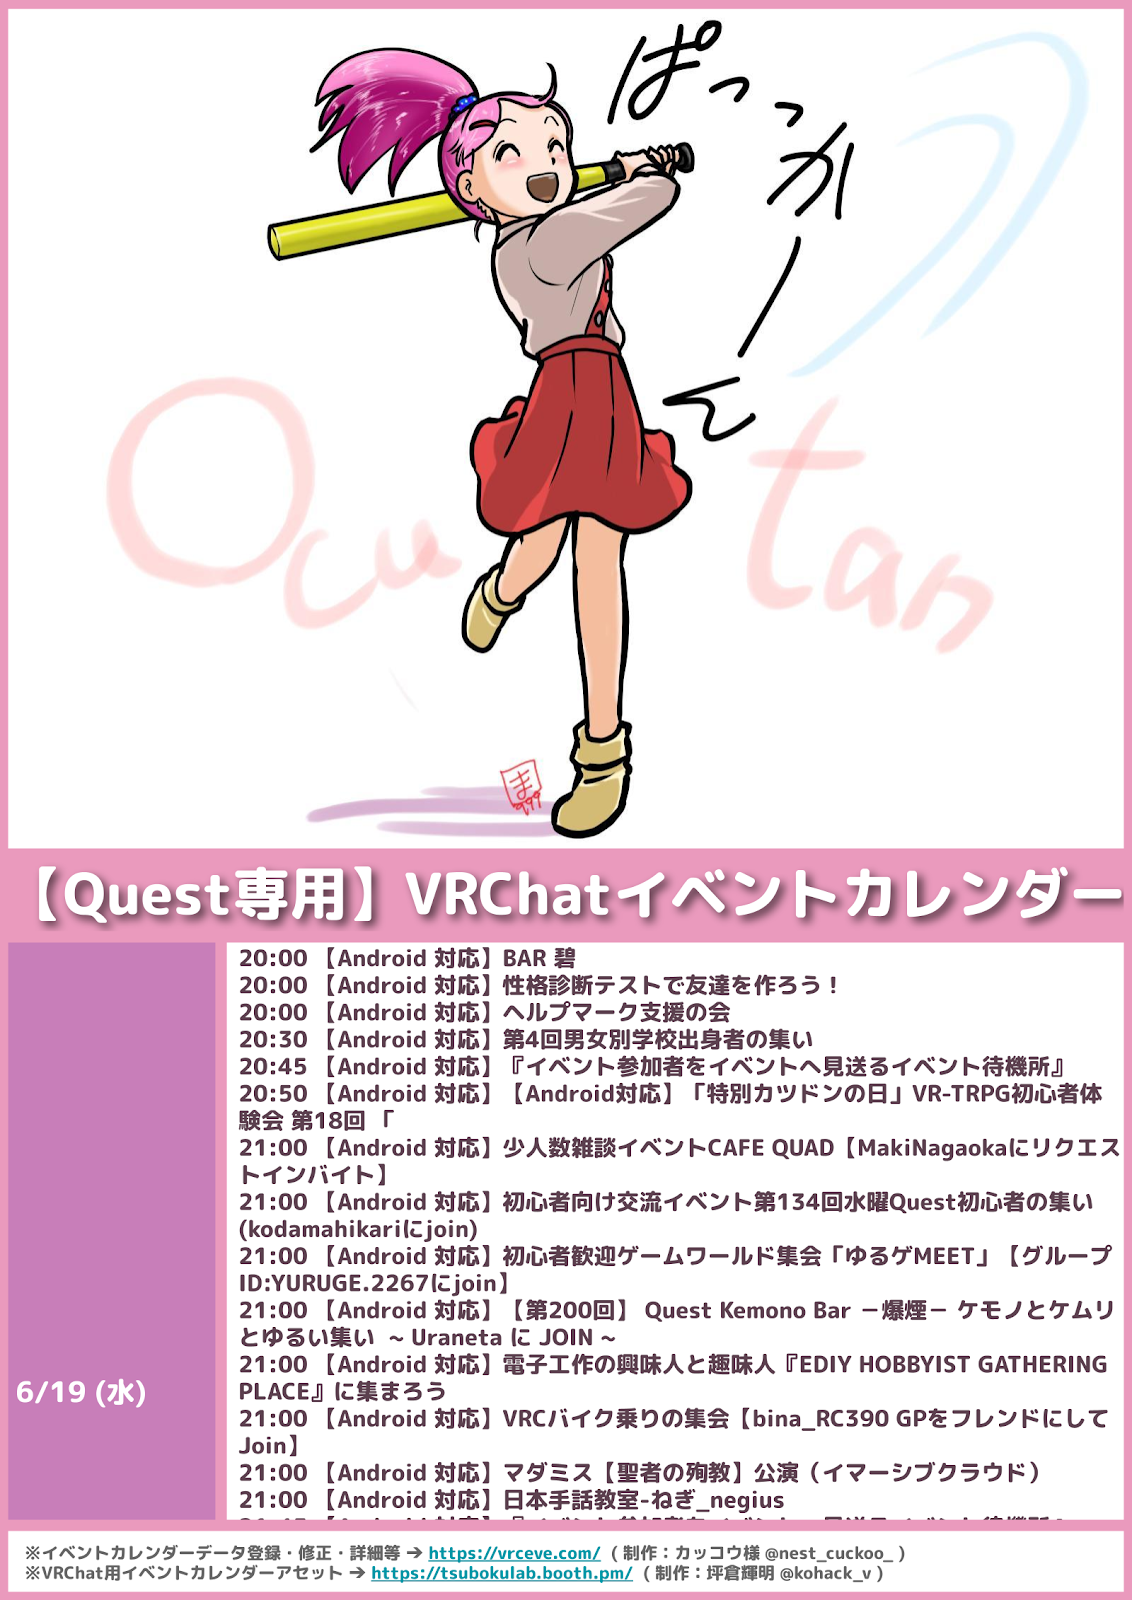 ぱっっかーん
Ocu tan
ま
999
【Quest専用】VRChatイベントカレンダー
6/19 (水)
20:00 【Android 対応】BAR 碧
20:00 【Android 対応】性格診断テストで友達を作ろう！
20:00 【Android 対応】ヘルプマーク支援の会
20:30 【Android 対応】第4回男女別学校出身者の集い
20:45 【Android 対応】『イベント参加者をイベントへ見送るイベント待機所』
20:50 【Android 対応】【Android対応】「特別カツドンの日」VR-TRPG初心者体
験会 第18回 「
21:00 【Android 対応】少人数雑談イベントCAFE QUAD【MakiNagaokaにリクエス
トインバイト】
21:00 【Android 対応】初心者向け交流イベント第134回水曜Quest初心者の集い
(kodamahikariにjoin)
21:00 【Android 対応】初心者歓迎ゲームワールド集会「ゆるゲMEET」【グループ
ID:YURUGE.2267にjoin】
21:00 【Android 対応】【第200回】 Quest Kemono Bar －爆煙－ ケモノとケムリ
とゆるい集い ～Uraneta に JOIN～
21:00 【Android 対応】電子工作の興味人と趣味人『EDIY HOBBYIST GATHERING
PLACE』に集まろう
21:00 【Android 対応】VRCバイク乗りの集会【bina_RC390 GPをフレンドにして
Join】
21:00 【Android 対応】マダミス【聖者の殉教】公演（イマーシブクラウド）
21:00 【Android 対応】日本手話教室-ねぎ_negius
※イベントカレンダーデータ登録・修正・詳細等 → https://vrceve.com/ （制作：カッコウ様 @nest_cuckoo_ ）
※VRChat用イベントカレンダーアセット → https://tsubokulab.booth.pm/ （制作：坪倉輝明 @kohack_v ）